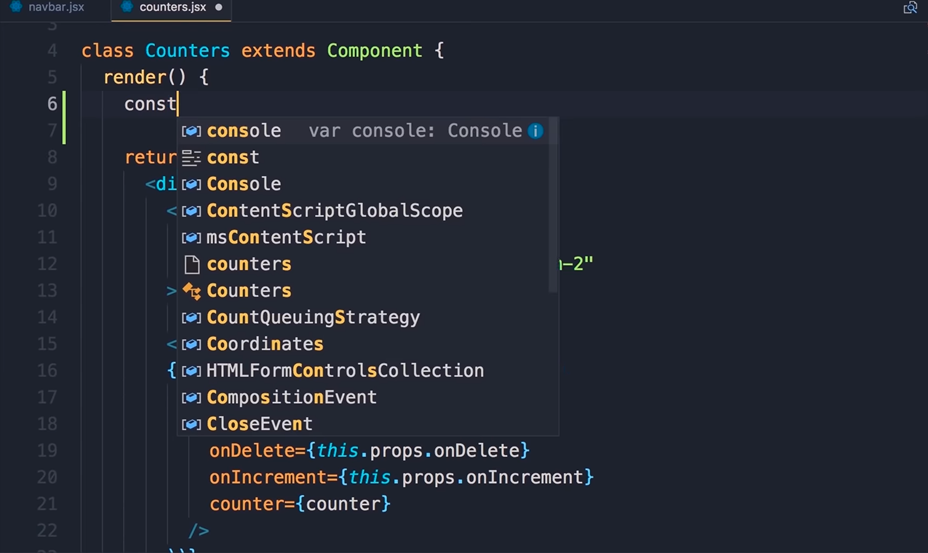 navbar.jsx counters.jsx
3
4 class Counters extends Component {
5 render() {
6 const
7 console var console: Console
8 retur const
9 <di Console
10 < ContentScriptGlobalScope
11 msContentScript
12 counters -2"
13 > Counters
14 CountQueuingStrategy
15 < Coordinates
16 { HTMLFormControlsCollection
17 CompositionEvent
18 CloseEvent
19 onDelete={this.props.onDelete}
20 onIncrement={this.props.onIncrement}
21 counter={counter}
22 />
))}